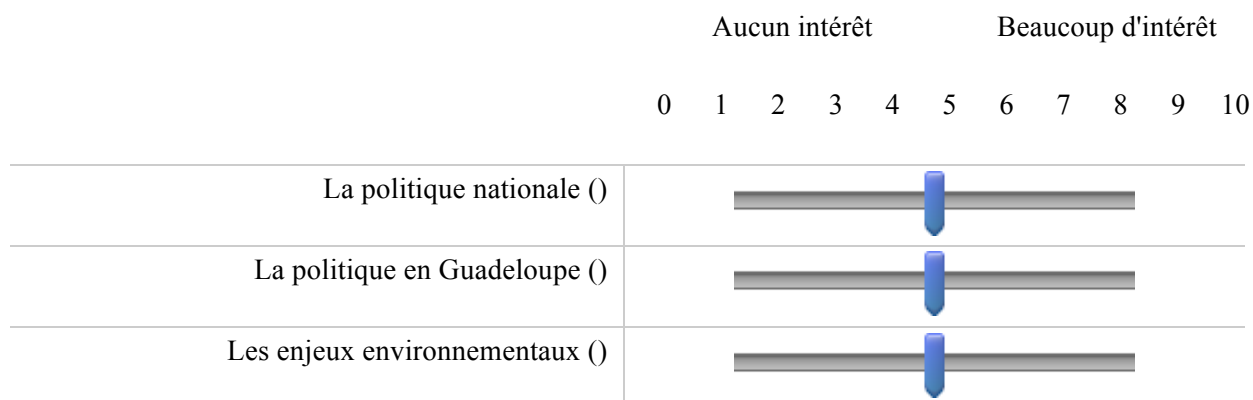 Aucun intérêt Beaucoup d'intérêt
0 1 2 3 4 5 6 7 8 9 10
La politique nationale ()
La politique en Guadeloupe ()
Les enjeux environnementaux ()